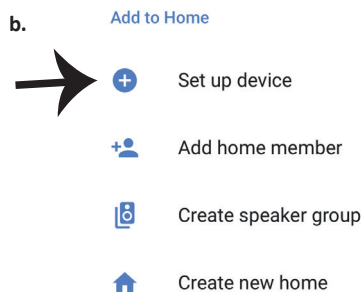 b.
Add to Home
Set up device
Add home member
Create speaker group
Create new home